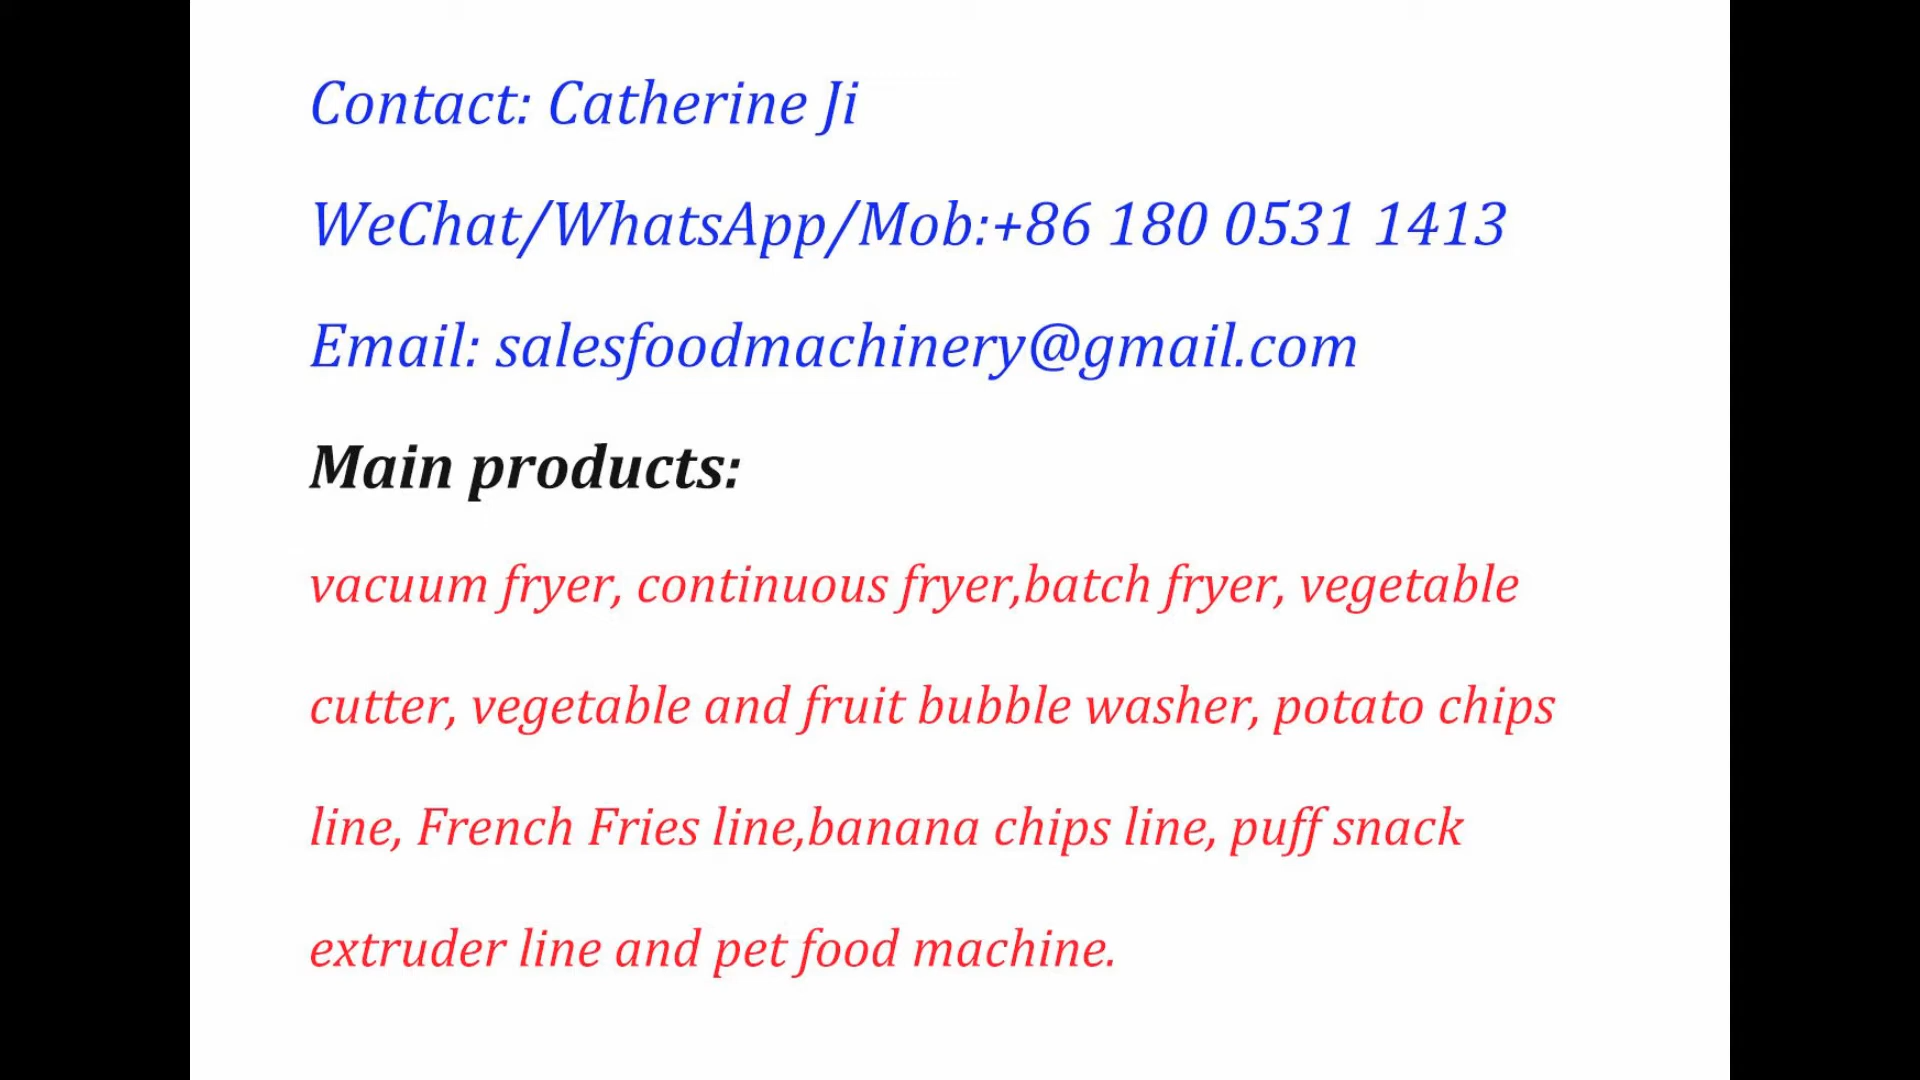 Contact: Catherine Ji
WeChat/WhatsApp/Mob:+86 180 0531 1413
Email: salesfoodmachinery@gmail.com
Main products:
vacuum fryer, continuous fryer,batch fryer, vegetable
cutter, vegetable and fruit bubble washer, potato chips
line, French Fries line,banana chips line, puff snack
extruder line and pet food machine.